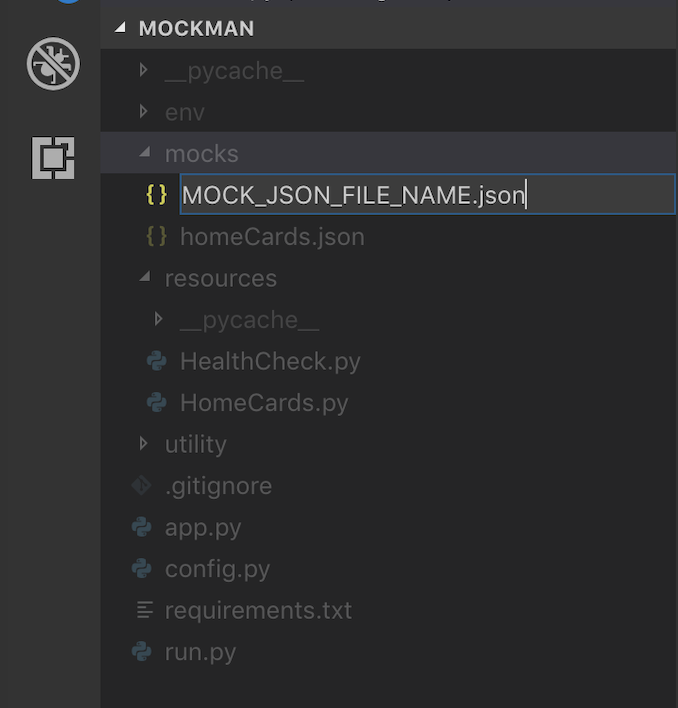 MOCKMAN
__pycache__
env
mocks
MOCK_JSON_FILE_NAME.json
homeCards.json
resources
__pycache__
HealthCheck.py
HomeCards.py
utility
.gitignore
app.py
config.py
requirements.txt
run.py